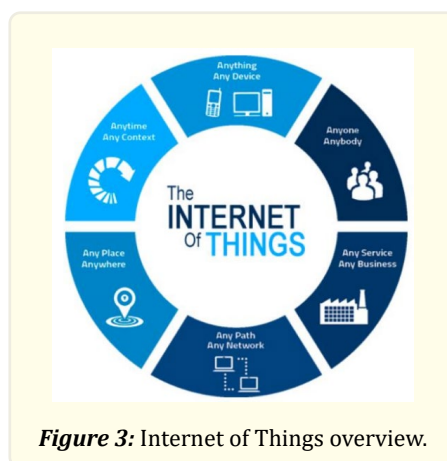 Anything
Any Device
Anyone
Anybody
Any Service
Any Business
Any Path
Any Network
Any Place
Anywhere
Anytime
Any Context
The
INTERNET
Of THINGS
Figure 3: Internet of Things overview.